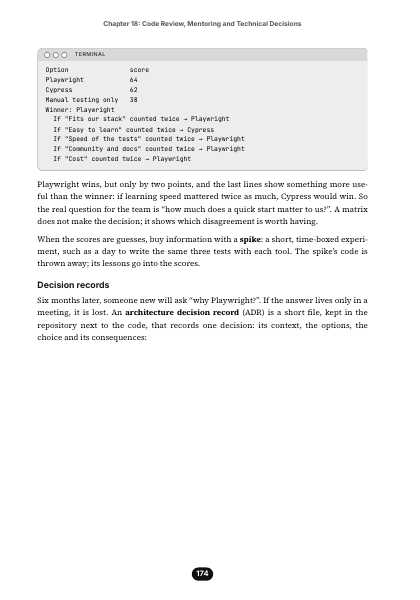 Chapter 18: Code Review, Mentoring and Technical Decisions
TERMINAL
Option score
Playwright 64
Cypress 62
Manual testing only 38
Winner: Playwright
If "Fits our stack" counted twice → Playwright
If "Easy to learn" counted twice → Cypress
If "Speed of the tests" counted twice → Playwright
If "Community and docs" counted twice → Playwright
If "Cost" counted twice → Playwright
Playwright wins, but only by two points, and the last lines show something more use-
ful than the winner: if learning speed mattered twice as much, Cypress would win. So
the real question for the team is “how much does a quick start matter to us?”. A matrix
does not make the decision; it shows which disagreement is worth having.
When the scores are guesses, buy information with a spike: a short, time-boxed experi-
ment, such as a day to write the same three tests with each tool. The spike’s code is
thrown away; its lessons go into the scores.
Decision records
Six months later, someone new will ask “why Playwright?”. If the answer lives only in a
meeting, it is lost. An architecture decision record (ADR) is a short file, kept in the
repository next to the code, that records one decision: its context, the options, the
choice and its consequences:
174